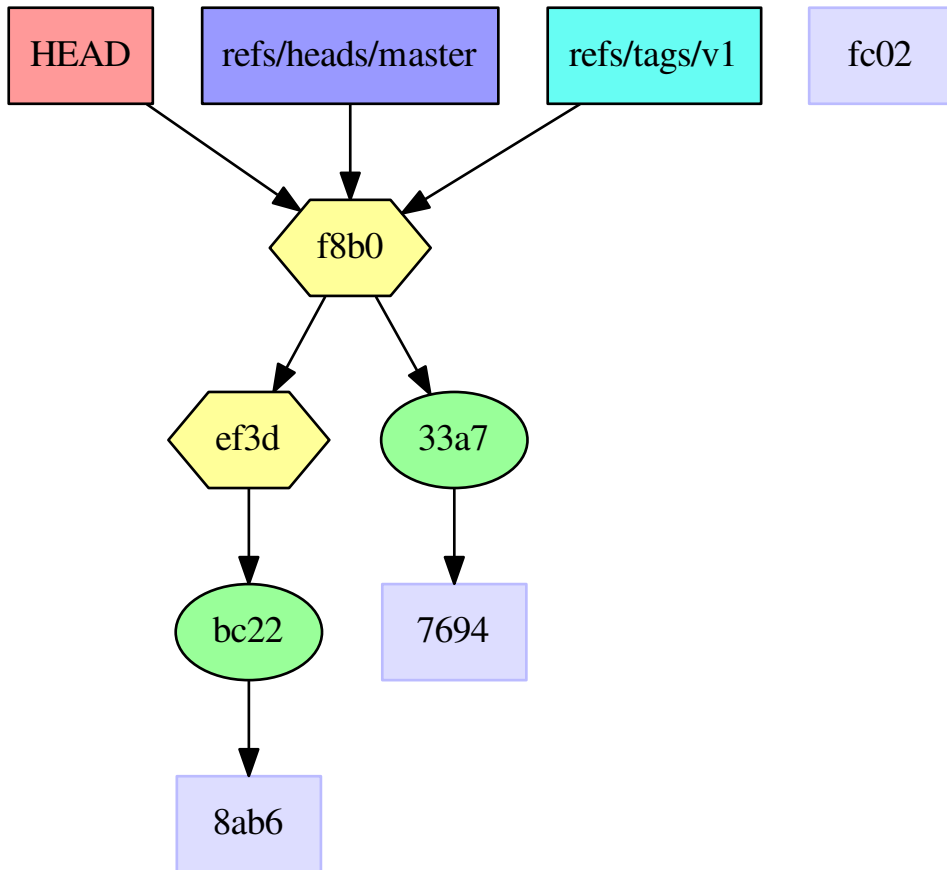 HEAD
refs/heads/master
refs/tags/v1
fc02
f8b0
ef3d
33a7
bc22
7694
8ab6